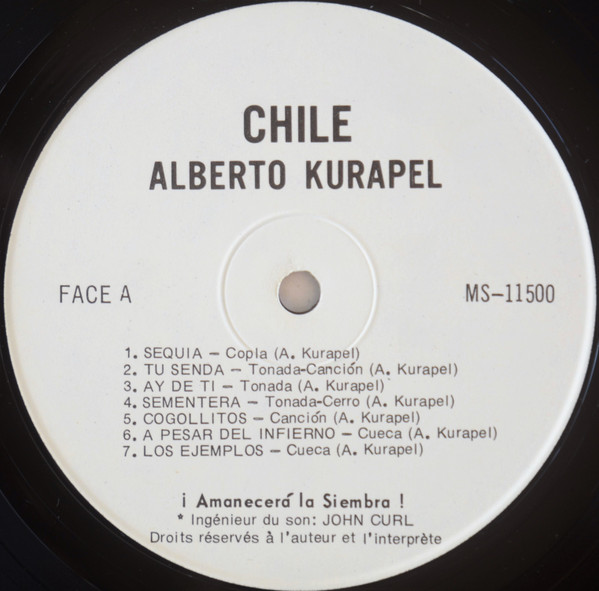 CHILE
ALBERTO KURAPEL
FACE A
MS-11500
1. SEQUIA – Copla (A. Kurapel)
2. TU SENDA – Tonada-Canción (A. Kurapel)
3. AY DE TI – Tonada (A. Kurapel)
4. SEMENTERA – Tonada-Cerro (A. Kurapel)
5. COGOLLITOS – Canción (A. Kurapel)
6. A PESAR DEL INFIERNO – Cueca (A. Kurapel)
7. LOS EJEMPLOS – Cueca (A. Kurapel)
¡ Amanecerá la Siembra !
* Ingénieur du son: JOHN CURL
Droits réservés à l'auteur et l'interprète